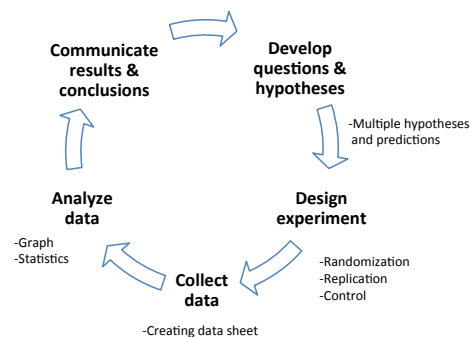 Communicate
results &
conclusions
Develop
questions &
hypotheses
-Multiple hypotheses
and predictions
Design
experiment
-Randomization
-Replication
-Control
Collect
data
-Creating data sheet
Analyze
data
-Graph
-Statistics